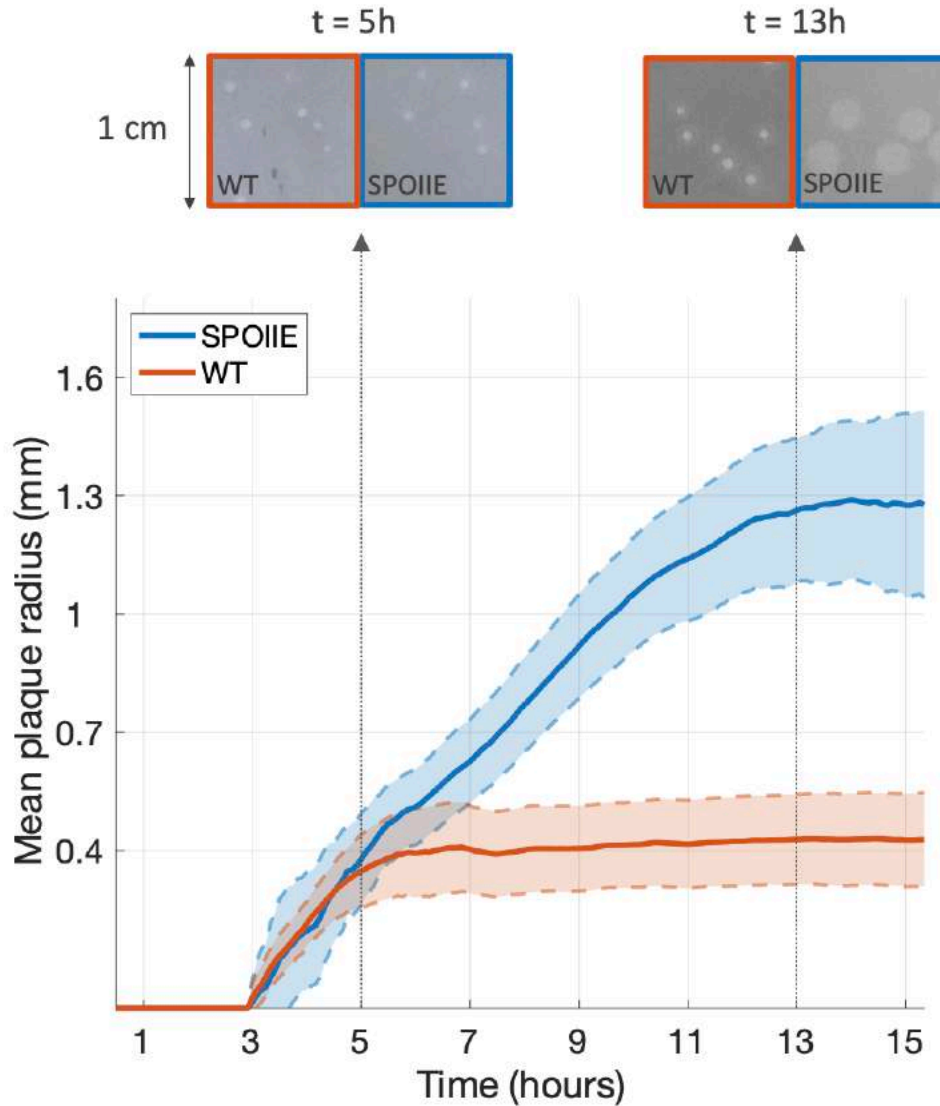 t = 5h
t = 13h
1 cm
WT
SPOIIE
WT
SPOIIE
SPOIIE
WT
Mean plaque radius (mm)
1.6
1.3
1
0.7
0.4
1 3 5 7 9 11 13 15
Time (hours)